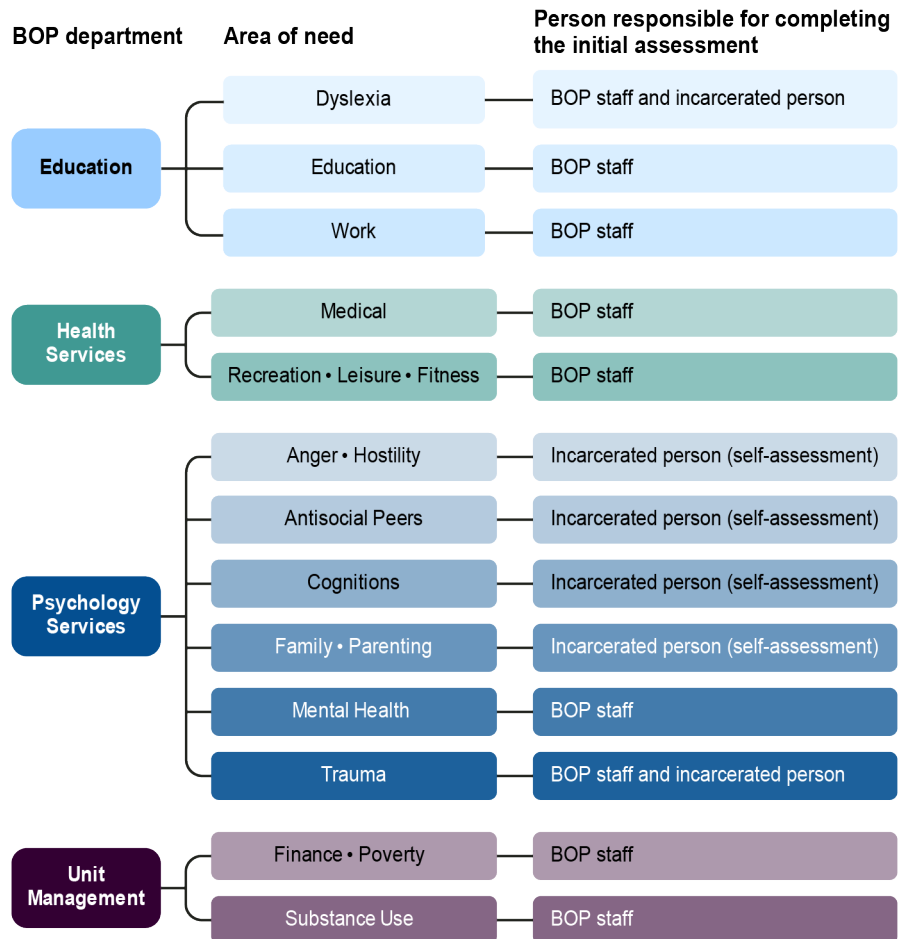 BOP department
Area of need
Person responsible for completing
the initial assessment
Education
Dyslexia
BOP staff and incarcerated person
Education
BOP staff
Work
BOP staff
Health
Services
Medical
BOP staff
Recreation • Leisure • Fitness
BOP staff
Psychology
Services
Anger • Hostility
Incarcerated person (self-assessment)
Antisocial Peers
Incarcerated person (self-assessment)
Cognitions
Incarcerated person (self-assessment)
Family • Parenting
Incarcerated person (self-assessment)
Mental Health
BOP staff
Trauma
BOP staff and incarcerated person
Unit
Management
Finance • Poverty
BOP staff
Substance Use
BOP staff